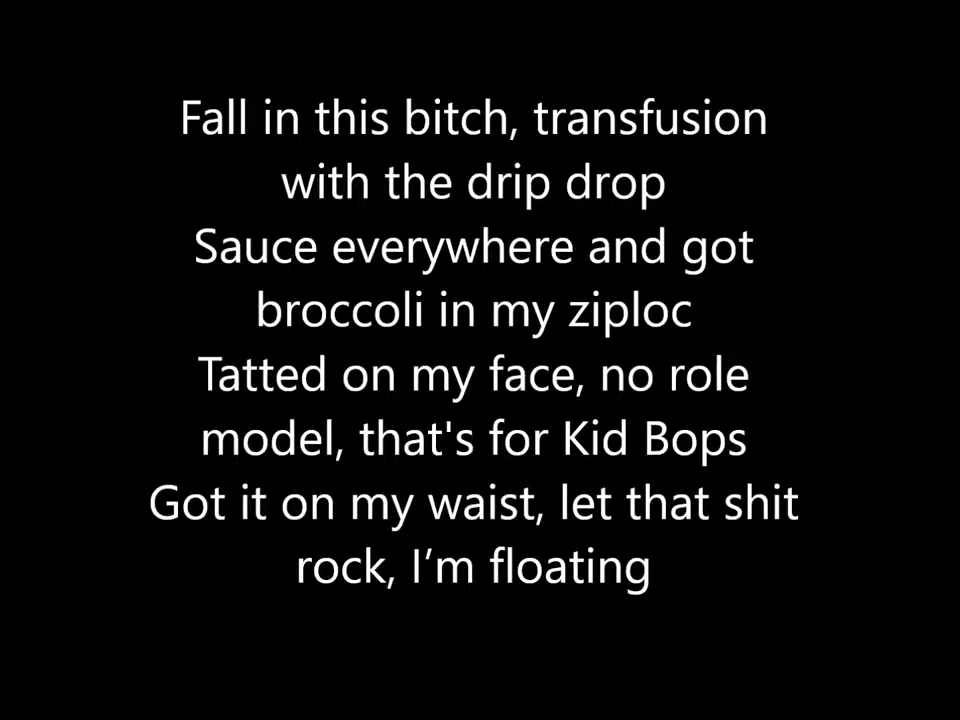 Fall in this bitch, transfusion
with the drip drop
Sauce everywhere and got
broccoli in my ziploc
Tatted on my face, no role
model, that's for Kid Bops
Got it on my waist, let that shit
rock, I’m floating